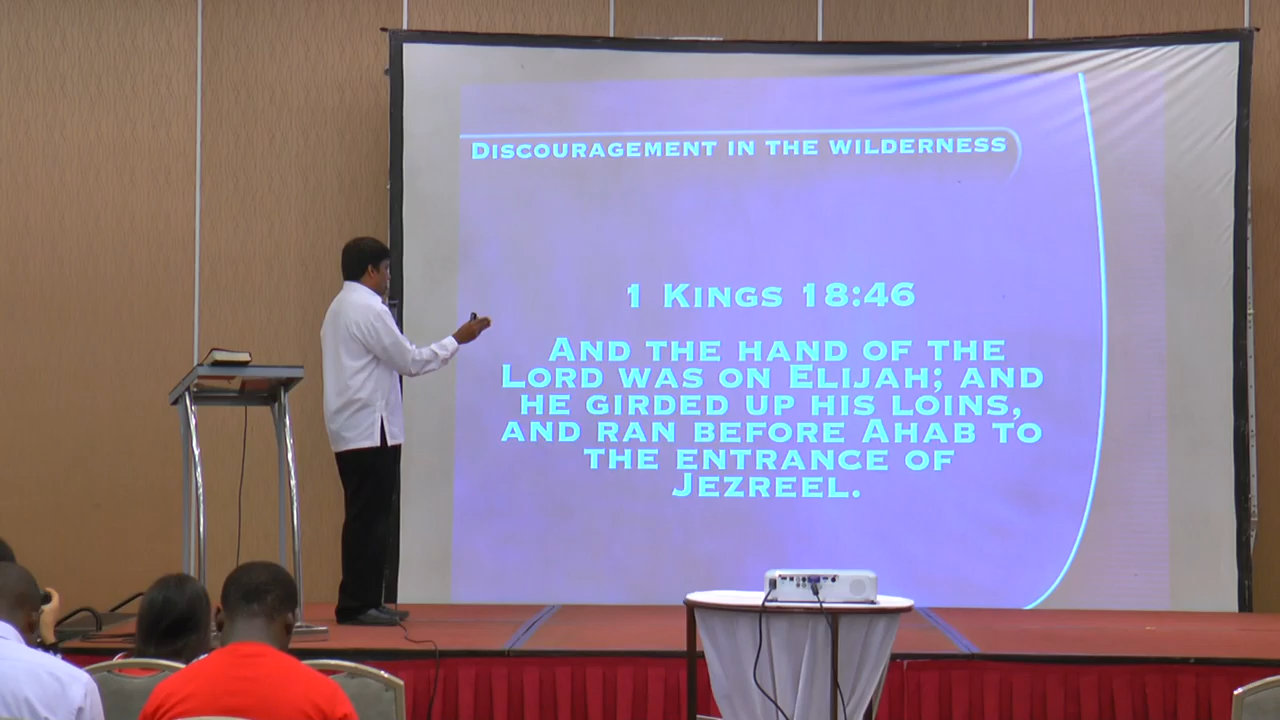 Discouragement in the wilderness
1 Kings 18:46
And the hand of the
Lord was on Elijah; and
he girded up his loins,
and ran before Ahab to
the entrance of
Jezreel.